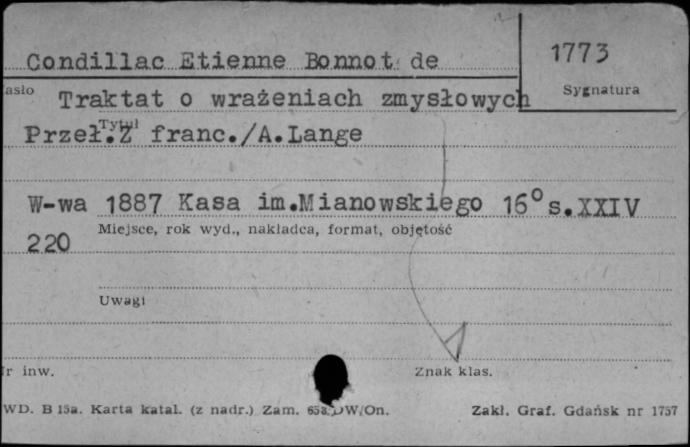 Condillac Etienne Bonnot de 1773
asło Traktat o wrażeniach zmysłowych Sygnatura
Tytuł
Przeł.Z franc./A.Lange
W-wa 1887 Kasa im.Mianowskiego 16° s.XXIV
Miejsce, rok wyd., nakładca, format, objętość
220
Uwagi
r inw. Znak klas.
WD. B 15a. Karta katal. (z nadr.) Zam. DW/On. Zakł. Graf. Gdańsk nr 1757